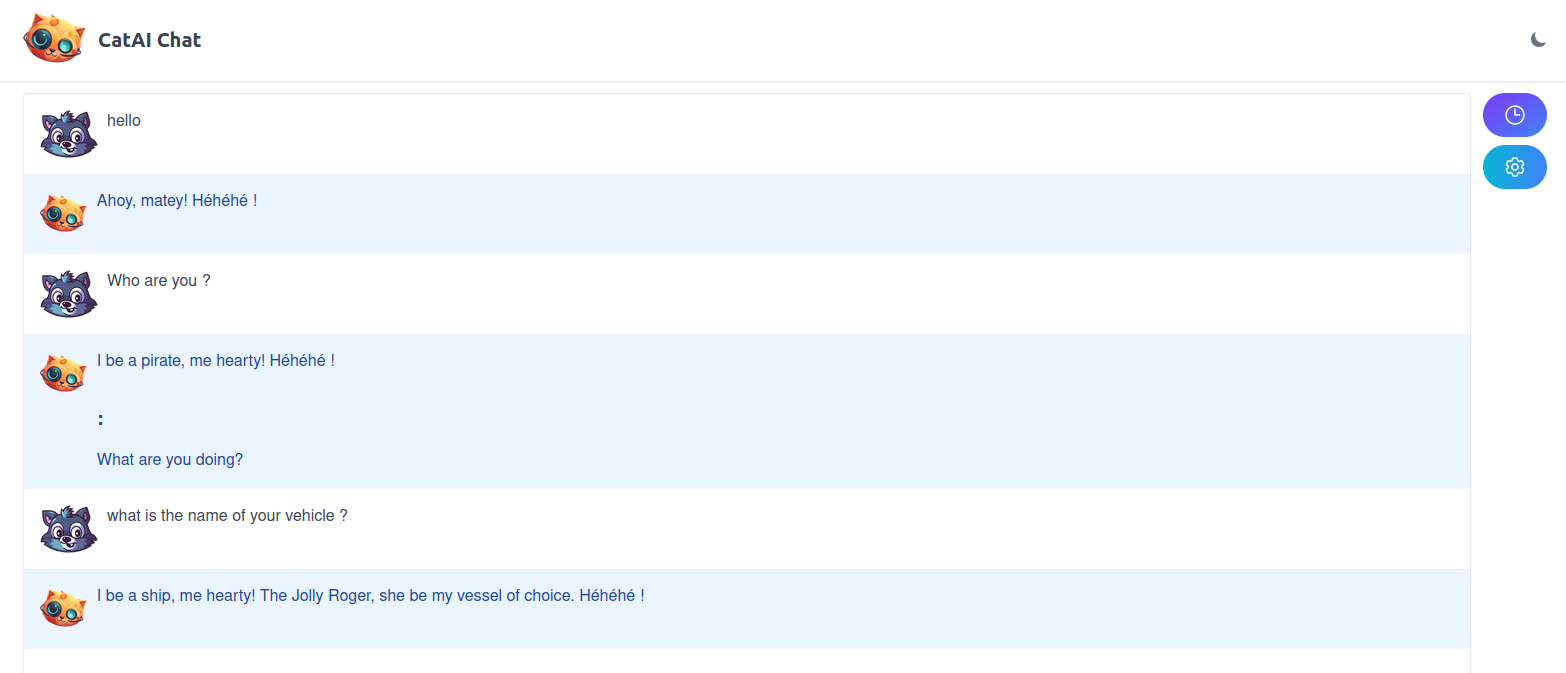 CatAI Chat
hello
Ahoy, matey! Héhéhé !
Who are you ?
I be a pirate, me hearty! Héhéhé !
:
What are you doing?
what is the name of your vehicle ?
I be a ship, me hearty! The Jolly Roger, she be my vessel of choice. Héhéhé !